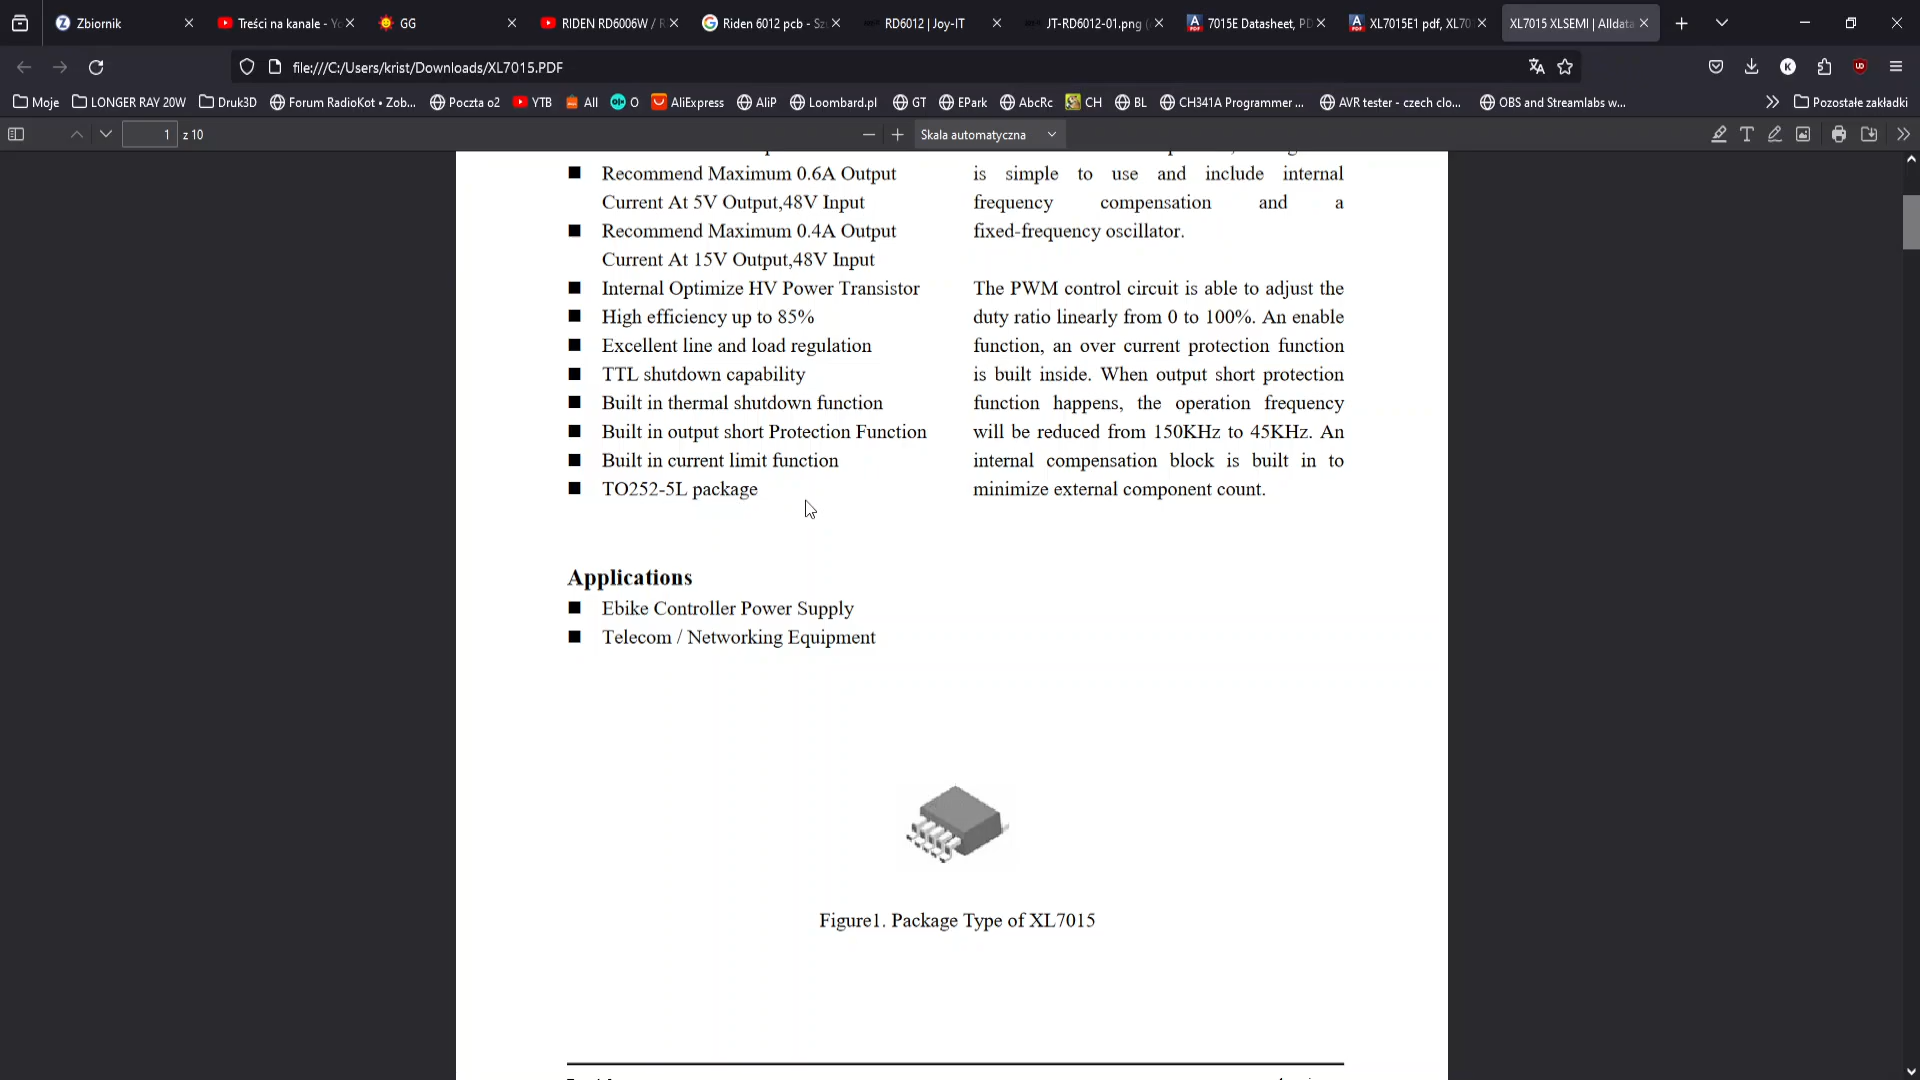 Zbiornik
Treści na kanale - Yo
GG
RIDEN RD6006W / R
Riden 6012 pcb - Sz
RD6012 | Joy-IT
JT-RD6012-01.png (
7015E Datasheet, PD
XL7015E1 pdf, XL70
XL7015 XLSEMI | Alldata
file:///C:/Users/krist/Downloads/XL7015.PDF
Moje
LONGER RAY 20W
Druk3D
Forum RadioKot • Zob...
Poczta o2
YTB
All
O
AliExpress
AliP
Loombard.pl
GT
EPark
AbcRc
CH
BL
CH341A Programmer ...
AVR tester - czech clo...
OBS and Streamlabs w...
Pozostałe zakładki
1 z 10
Skala automatyczna
Recommend Maximum 0.6A Output
Current At 5V Output,48V Input
Recommend Maximum 0.4A Output
Current At 15V Output,48V Input
Internal Optimize HV Power Transistor
High efficiency up to 85%
Excellent line and load regulation
TTL shutdown capability
Built in thermal shutdown function
Built in output short Protection Function
Built in current limit function
TO252-5L package
is simple to use and include internal
frequency compensation and a
fixed-frequency oscillator.
The PWM control circuit is able to adjust the
duty ratio linearly from 0 to 100%. An enable
function, an over current protection function
is built inside. When output short protection
function happens, the operation frequency
will be reduced from 150KHz to 45KHz. An
internal compensation block is built in to
minimize external component count.
Applications
Ebike Controller Power Supply
Telecom / Networking Equipment
Figure1. Package Type of XL7015